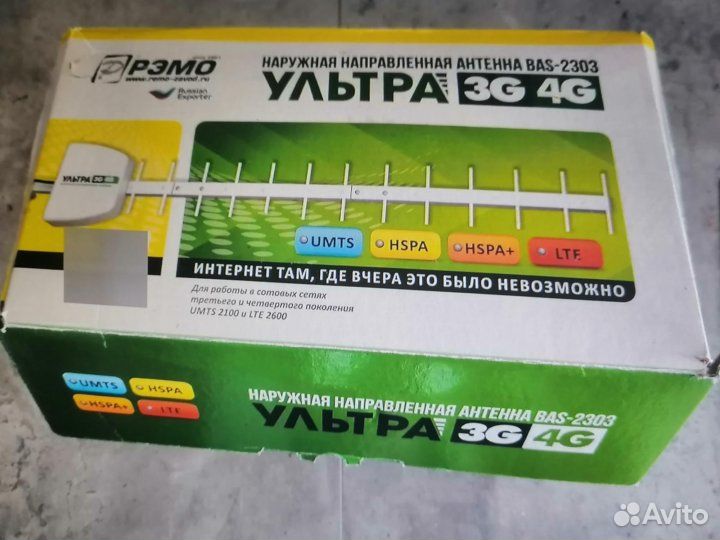 РЭМО
www.remo-zavod.ru
Russian
Exporter
НАРУЖНАЯ НАПРАВЛЕННАЯ АНТЕННА BAS-2303
УЛЬТРА 3G 4G
УЛЬТРА 3G
UMTS
HSPA
HSPA+
LTE
ИНТЕРНЕТ ТАМ, ГДЕ ВЧЕРА ЭТО БЫЛО НЕВОЗМОЖНО
Для работы в сотовых сетях
третьего и четвертого поколения
UMTS 2100 и LTE 2600
UMTS
HSPA
HSPA+
LTE
НАРУЖНАЯ НАПРАВЛЕННАЯ АНТЕННА BAS-2303
УЛЬТРА 3G 4G
Avito